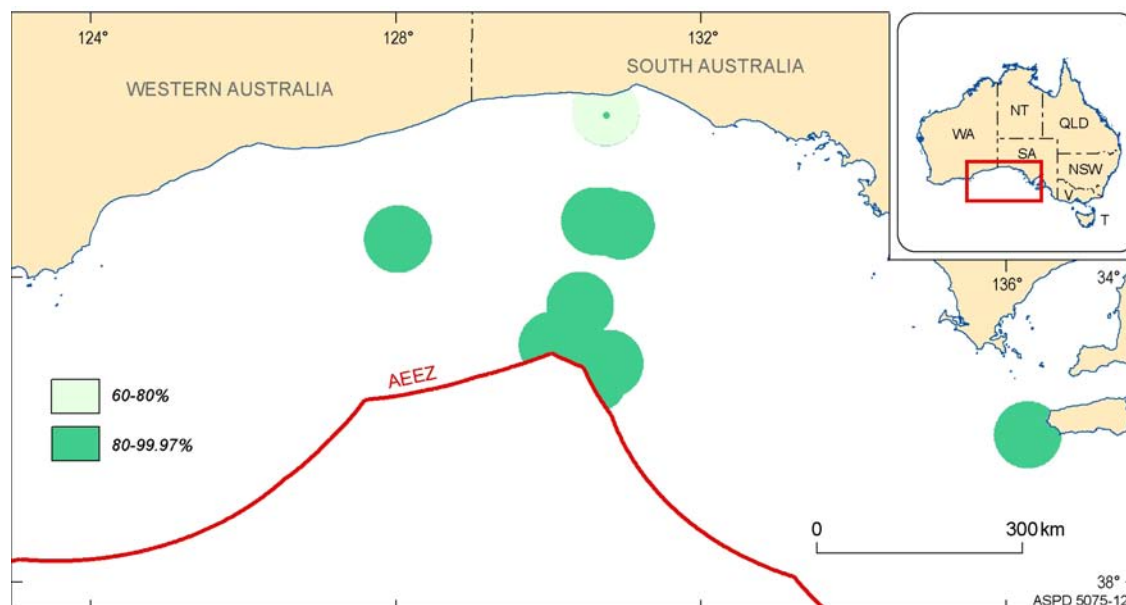 124°
128°
132°
WESTERN AUSTRALIA
SOUTH AUSTRALIA
WA
NT
QLD
SA
NSW
V
T
136°
34°
AEEZ
60-80%
80-99.97%
0
300 km
38°
ASPD 5075-12